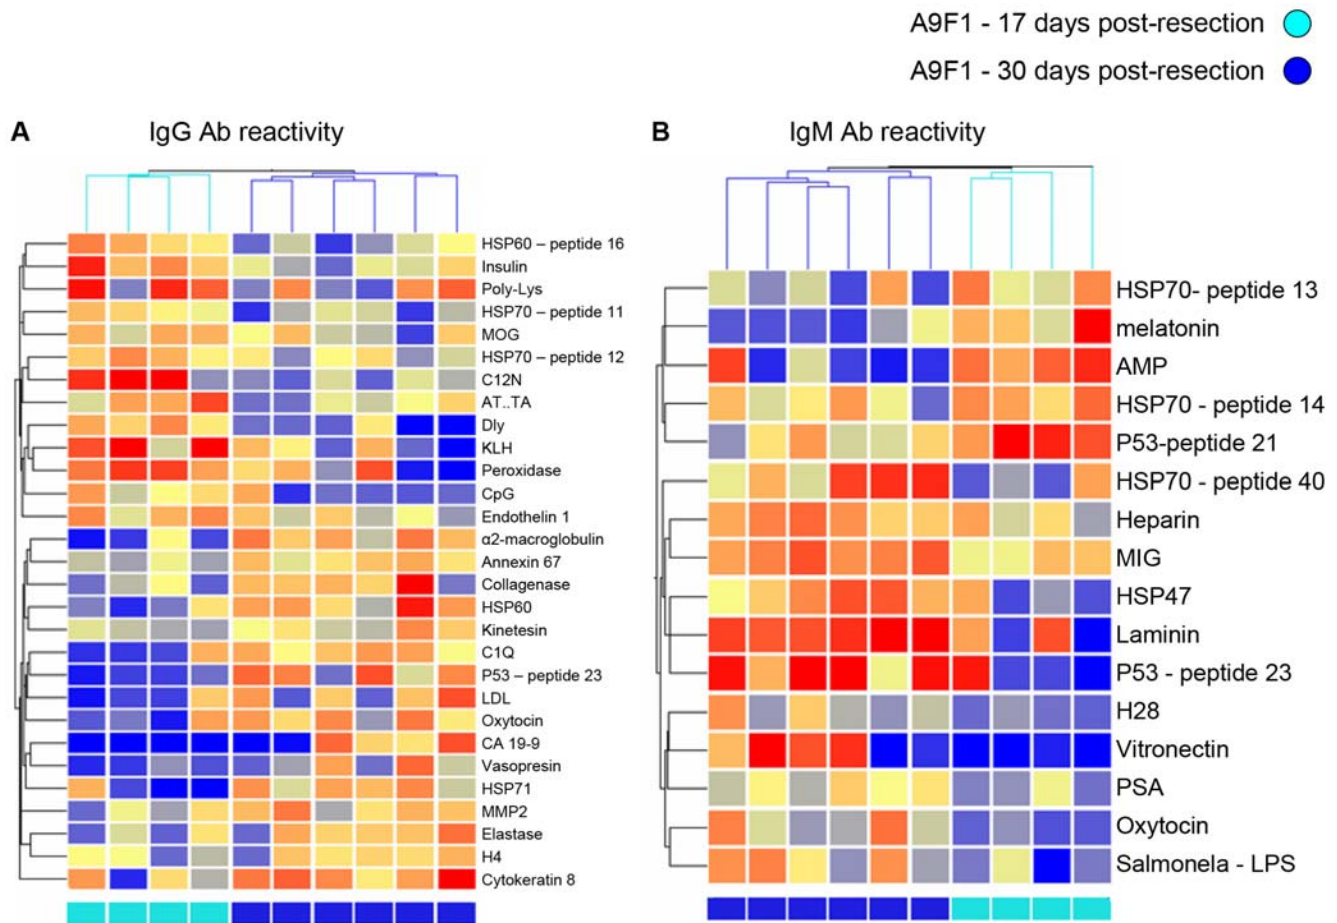 A9F1 - 17 days post-resection
A9F1 - 30 days post-resection
A IgG Ab reactivity
HSP60 – peptide 16
Insulin
Poly-Lys
HSP70 – peptide 11
MOG
HSP70 – peptide 12
C12N
AT..TA
Dly
KLH
Peroxidase
CpG
Endothelin 1
α2-macroglobulin
Annexin 67
Collagenase
HSP60
Kinetesin
C1Q
P53 – peptide 23
LDL
Oxytocin
CA 19-9
Vasopresin
HSP71
MMP2
Elastase
H4
Cytokeratin 8
B IgM Ab reactivity
HSP70- peptide 13
melatonin
AMP
HSP70 - peptide 14
P53-peptide 21
HSP70 - peptide 40
Heparin
MIG
HSP47
Laminin
P53 - peptide 23
H28
Vitronectin
PSA
Oxytocin
Salmonela - LPS